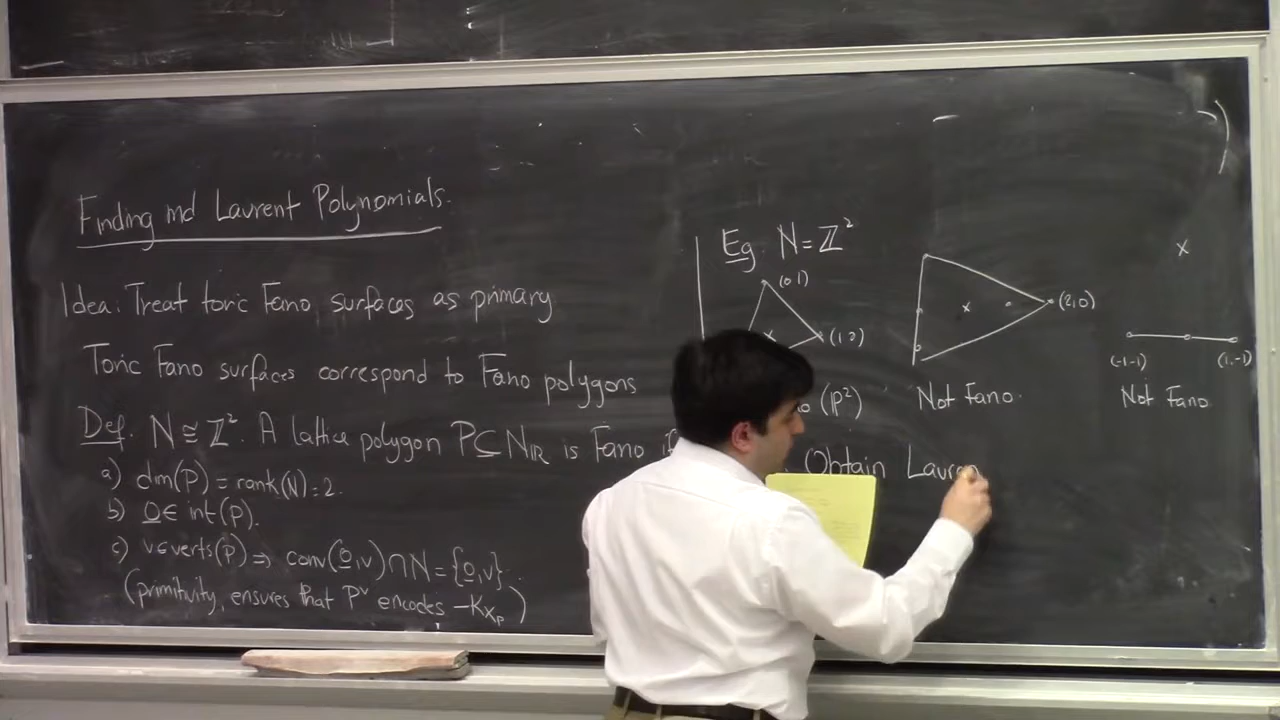 Finding md Laurent Polynomials.
Idea: Treat toric Fano surfaces as primary
Toric Fano surfaces correspond to Fano polygons
Def. N ≅ ℤ². A lattice polygon P⊆N_ℝ is Fano
a) dim(P) = rank(N) = 2.
b) 0 ∈ int(P).
c) v∈verts(P) ⇒ conv(0,v)∩N = {0,v}.
(primitivity, ensures that P^∨ encodes -K_{X_P})
Eg. N = ℤ²
(0,1)
(1,0)
(ℙ²)
(2,0)
Not Fano.
(-1,-1)
(1,-1)
Not Fano.
Obtain